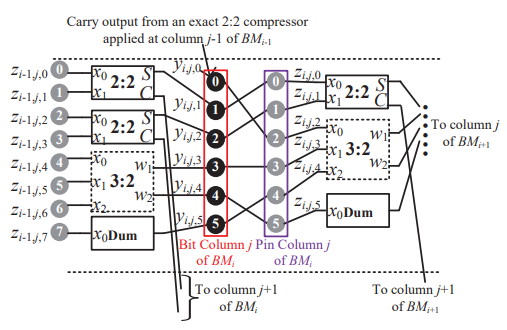 Carry output from an exact 2:2 compressor
applied at column j-1 of BMi-1
zi-1,j,0 0 x0 2:2 S yi,j,0 0 0 zi,j,0 x0 2:2 S
zi-1,j,1 1 x1 C yi,j,1 1 1 zi,j,1 x1 C
zi-1,j,2 2 x0 2:2 S yi,j,2 2 2 zi,j,2 x0 w1
zi-1,j,3 3 x1 C yi,j,3 3 3 zi,j,3 x1 3:2
zi-1,j,4 4 x0 w1 yi,j,4 4 4 zi,j,4 x2 w2
zi-1,j,5 5 x1 3:2 yi,j,5 5 5 zi,j,5 x0 Dum
zi-1,j,6 6 x2 w2
zi-1,j,7 7 x0 Dum
To column j
of BMi+1
Bit Column j Pin Column j
of BMi of BMi
To column j+1
of BMi
To column j+1
of BMi+1